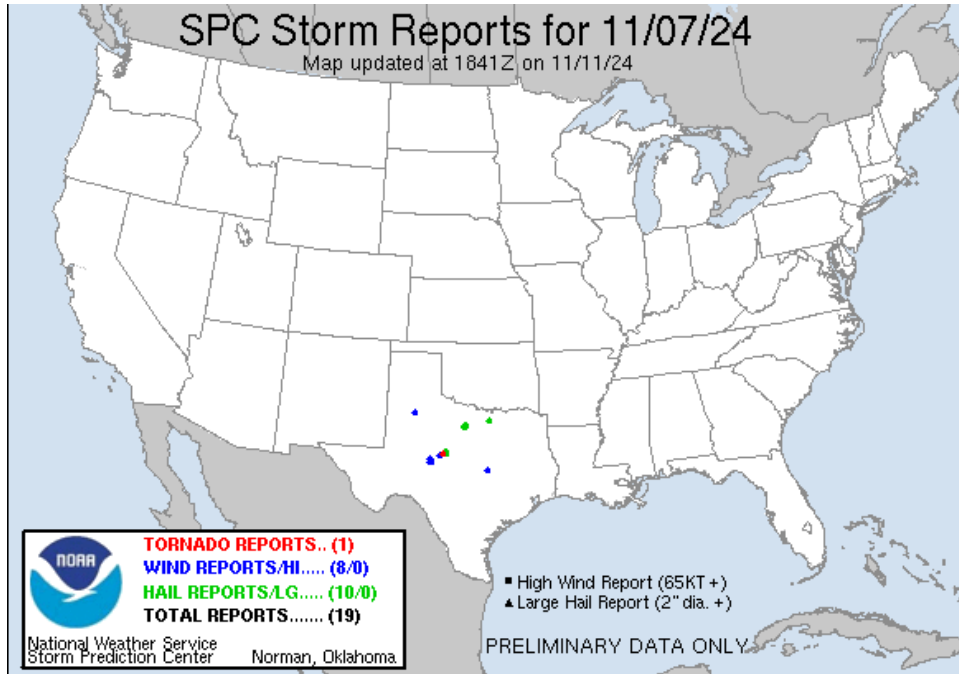 SPC Storm Reports for 11/07/24
Map updated at 1841Z on 11/11/24
NOAA
TORNADO REPORTS.. (1)
WIND REPORTS/HI..... (8/0)
HAIL REPORTS/LG..... (10/0)
TOTAL REPORTS....... (19)
National Weather Service
Storm Prediction Center Norman, Oklahoma
■ High Wind Report (65KT +)
▲ Large Hail Report (2" dia. +)
PRELIMINARY DATA ONLY